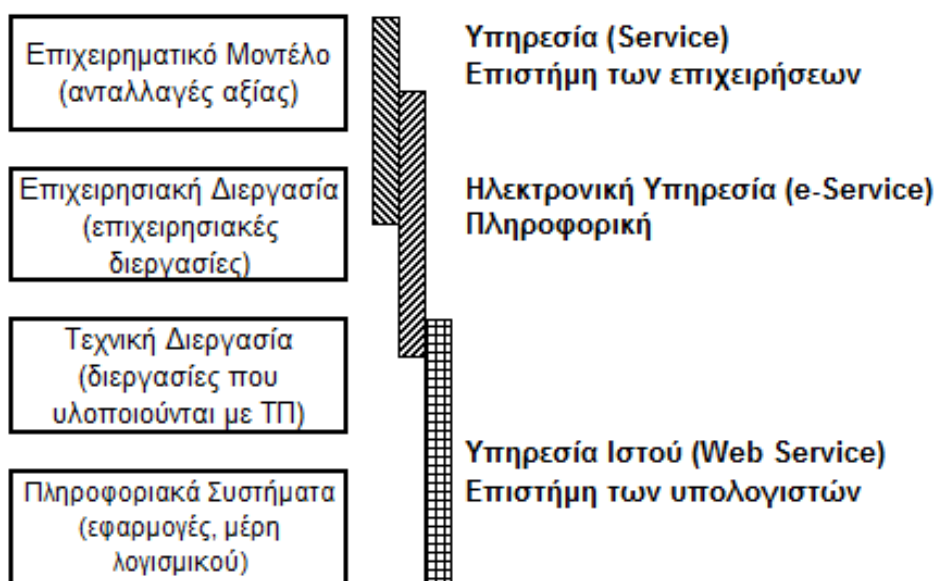 Επιχειρηματικό Μοντέλο
(ανταλλαγές αξίας)
Υπηρεσία (Service)
Επιστήμη των επιχειρήσεων
Επιχειρησιακή Διεργασία
(επιχειρησιακές
διεργασίες)
Ηλεκτρονική Υπηρεσία (e-Service)
Πληροφορική
Τεχνική Διεργασία
(διεργασίες που
υλοποιούνται με ΤΠ)
Υπηρεσία Ιστού (Web Service)
Επιστήμη των υπολογιστών
Πληροφοριακά Συστήματα
(εφαρμογές, μέρη
λογισμικού)